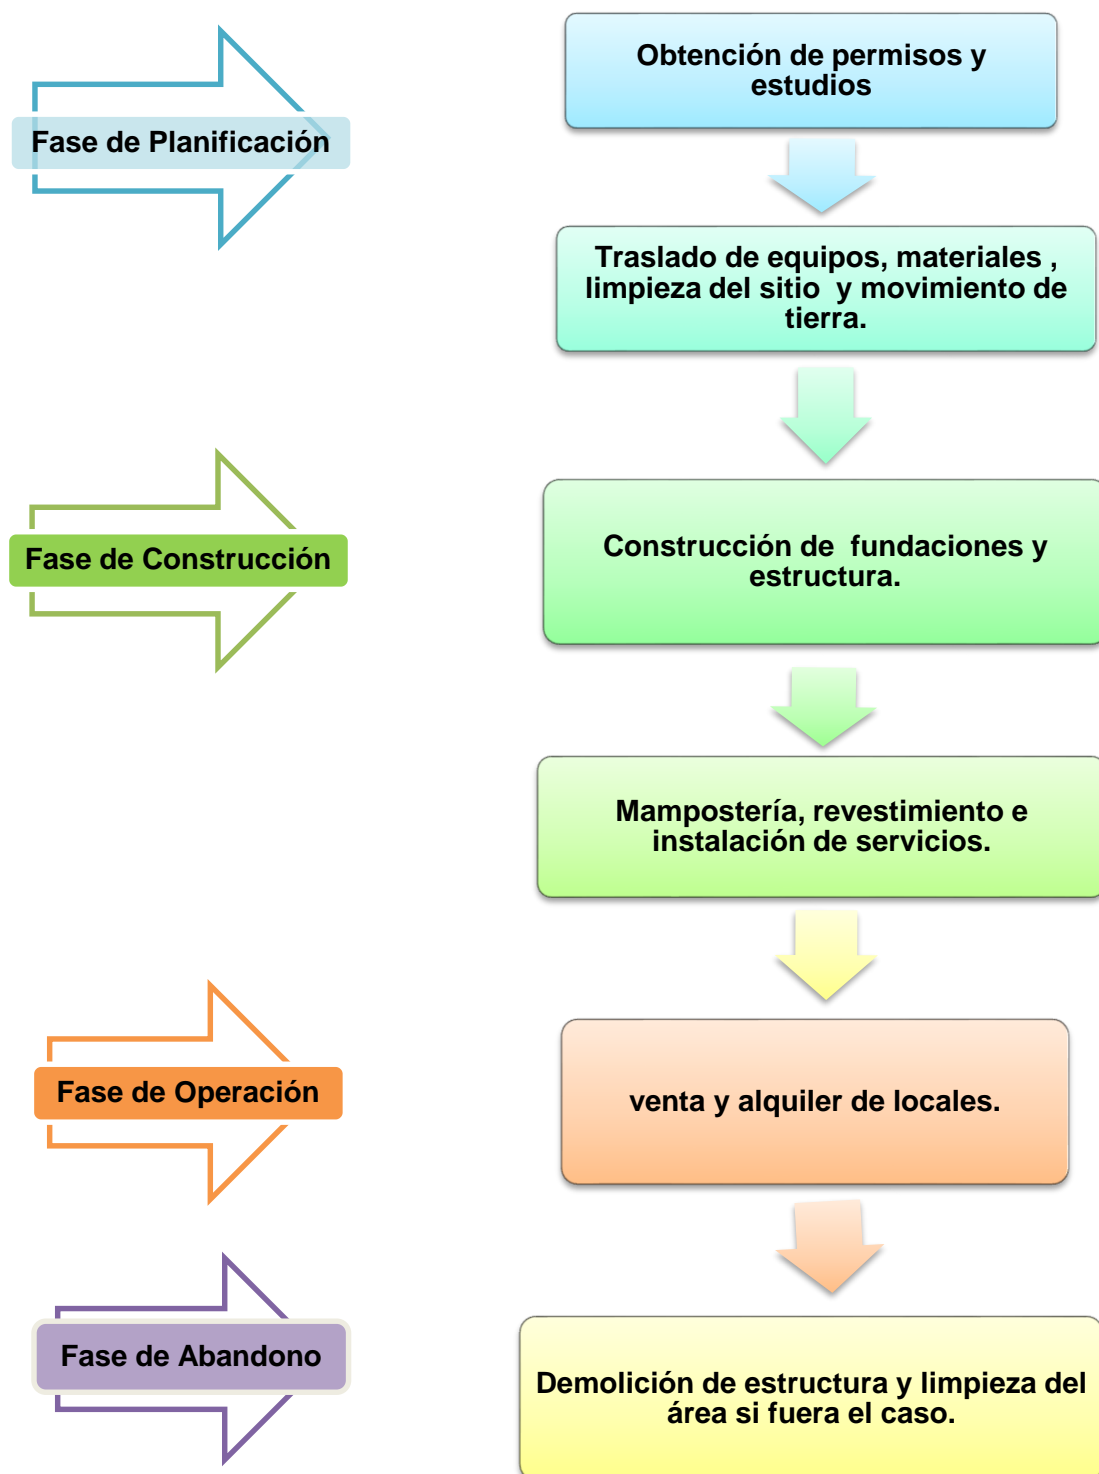 Obtención de permisos y
estudios
Fase de Planificación
Traslado de equipos, materiales ,
limpieza del sitio  y movimiento de
tierra.
Fase de Construcción
Construcción de  fundaciones y
estructura.
Mampostería, revestimiento e
instalación de servicios.
Fase de Operación
venta y alquiler de locales.
Fase de Abandono
Demolición de estructura y limpieza del
área si fuera el caso.